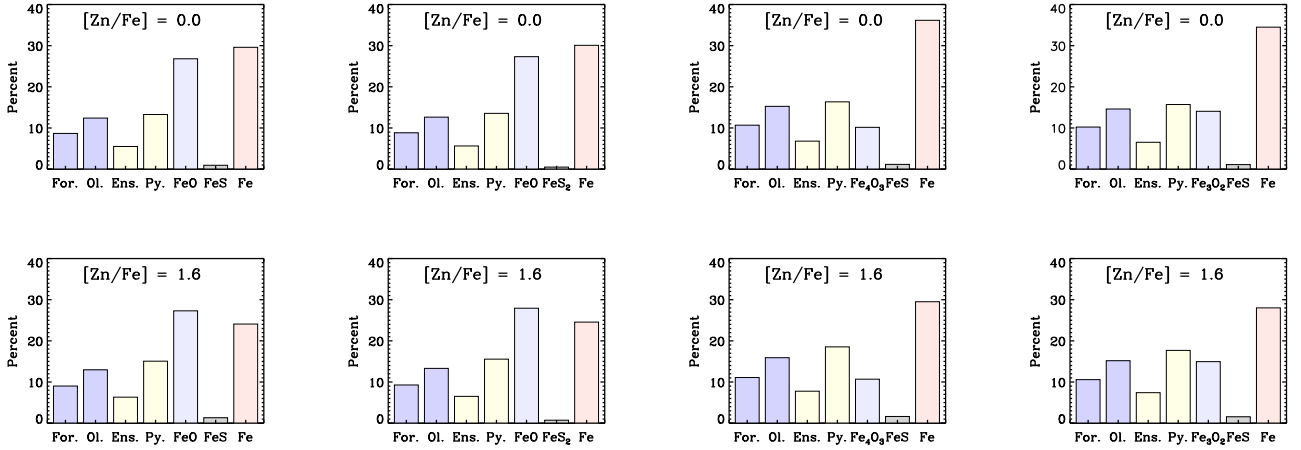 [Zn/Fe] = 0.0
Percent
40
30
20
10
0
For. Ol. Ens. Py. FeO FeS Fe
[Zn/Fe] = 0.0
Percent
40
30
20
10
0
For. Ol. Ens. Py. FeO FeS₂ Fe
[Zn/Fe] = 0.0
Percent
40
30
20
10
0
For. Ol. Ens. Py. Fe₄O₃ FeS Fe
[Zn/Fe] = 0.0
Percent
40
30
20
10
0
For. Ol. Ens. Py. Fe₃O₂ FeS Fe
[Zn/Fe] = 1.6
Percent
40
30
20
10
0
For. Ol. Ens. Py. FeO FeS Fe
[Zn/Fe] = 1.6
Percent
40
30
20
10
0
For. Ol. Ens. Py. FeO FeS₂ Fe
[Zn/Fe] = 1.6
Percent
40
30
20
10
0
For. Ol. Ens. Py. Fe₄O₃ FeS Fe
[Zn/Fe] = 1.6
Percent
40
30
20
10
0
For. Ol. Ens. Py. Fe₃O₂ FeS Fe